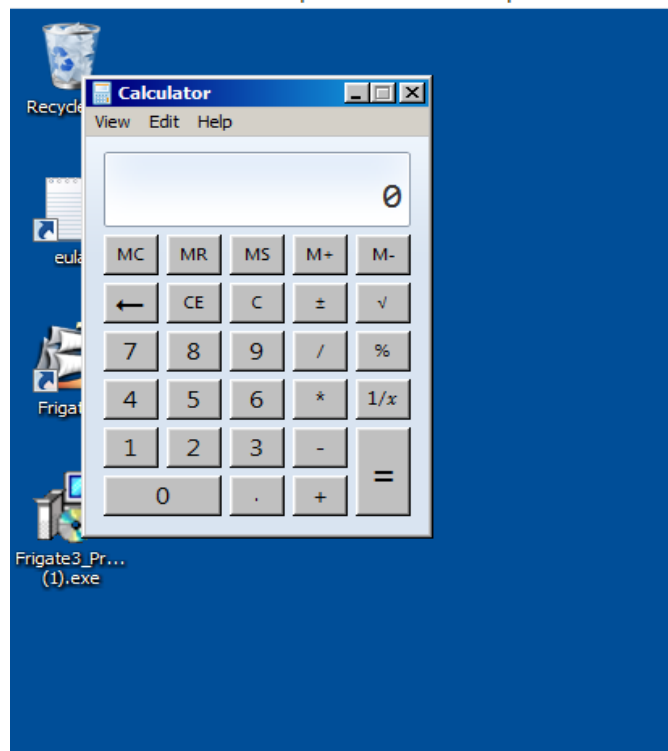 Recycle
Calculator
View Edit Help
0
MC MR MS M+ M-
← CE C ± √
7 8 9 / %
4 5 6 * 1/x
1 2 3 - =
0 . +
eula
Frigat
Frigate3_Pr...
(1).exe